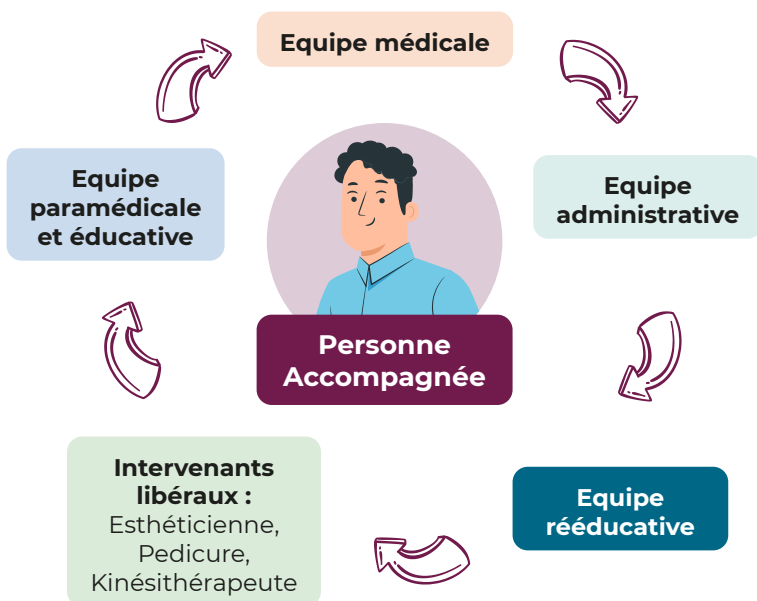 Equipe médicale
Equipe
paramédicale
et éducative
Equipe
administrative
Personne
Accompagnée
Intervenants
libéraux :
Esthéticienne,
Pedicure,
Kinésithérapeute
Equipe
rééducative